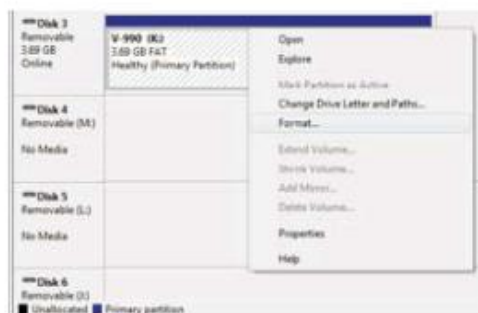 Disk 3
Removable
3.69 GB
Online
V-990 (K:)
3.69 GB FAT
Healthy (Primary Partition)
Open
Explore
Mark Partition as Active
Change Drive Letter and Paths...
Format...
Extend Volume...
Shrink Volume...
Add Mirror...
Delete Volume...
Properties
Help
Disk 4
Removable (M:)
No Media
Disk 5
Removable (L:)
No Media
Disk 6
Removable (J:)
Unallocated
Primary partition